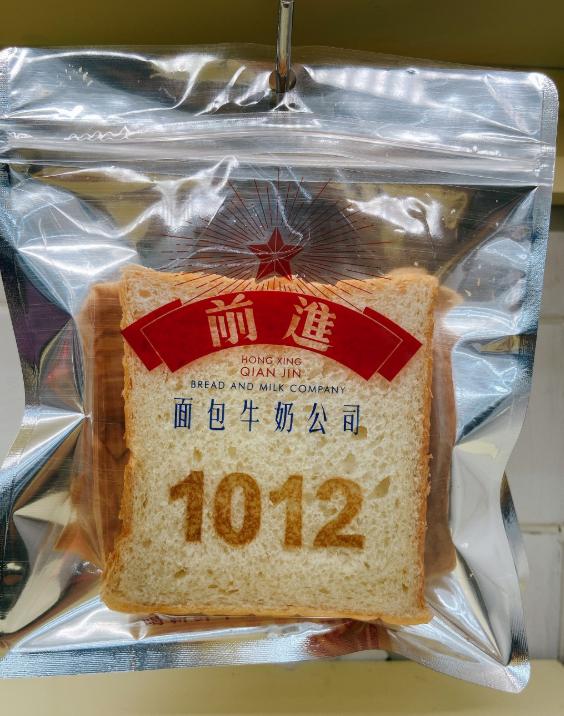 前進
HONG XING
QIAN JIN
BREAD AND MILK COMPANY
面包牛奶公司
1012